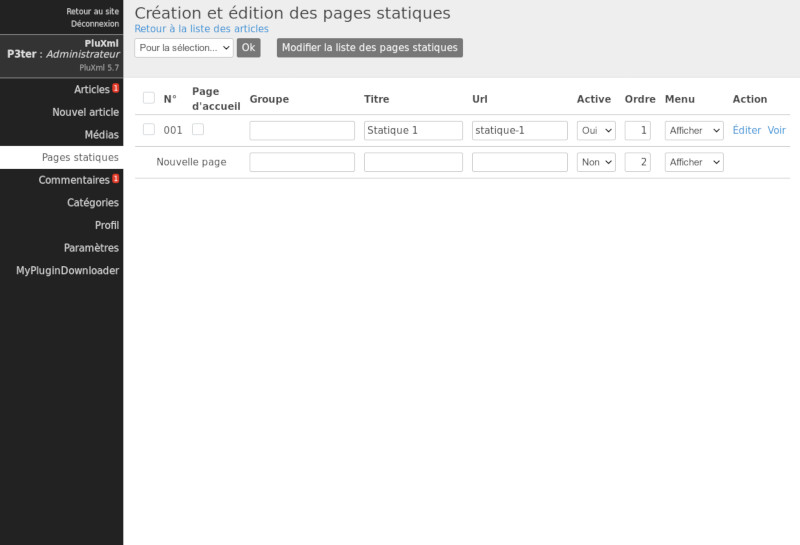 Retour au site
Déconnexion
PluXml
P3ter : Administrateur
PluXml 5.7
Articles 1
Nouvel article
Médias
Pages statiques
Commentaires 1
Catégories
Profil
Paramètres
MyPluginDownloader
Création et édition des pages statiques
Retour à la liste des articles
Pour la sélection... Ok Modifier la liste des pages statiques
N° Page d'accueil Groupe Titre Url Active Ordre Menu Action
001 Statique 1 statique-1 Oui 1 Afficher Éditer Voir
Nouvelle page Non 2 Afficher